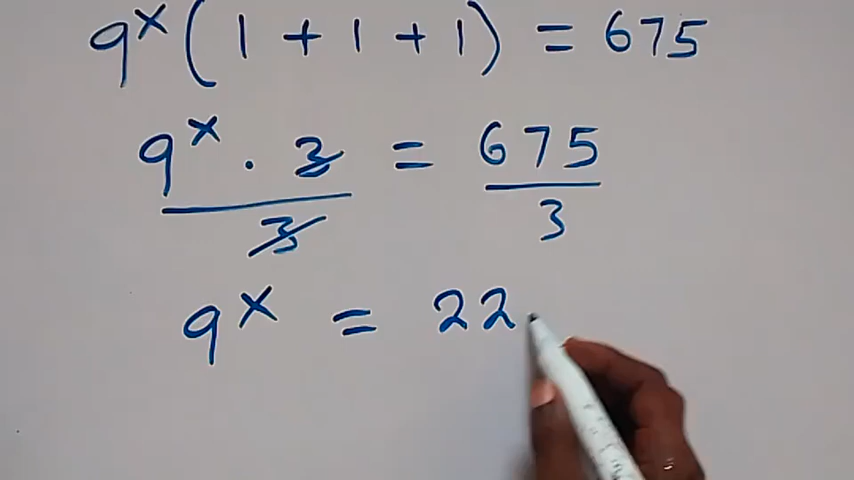 9^x (1 + 1 + 1) = 675
9^x · 3 / 3 = 675 / 3
9^x = 22